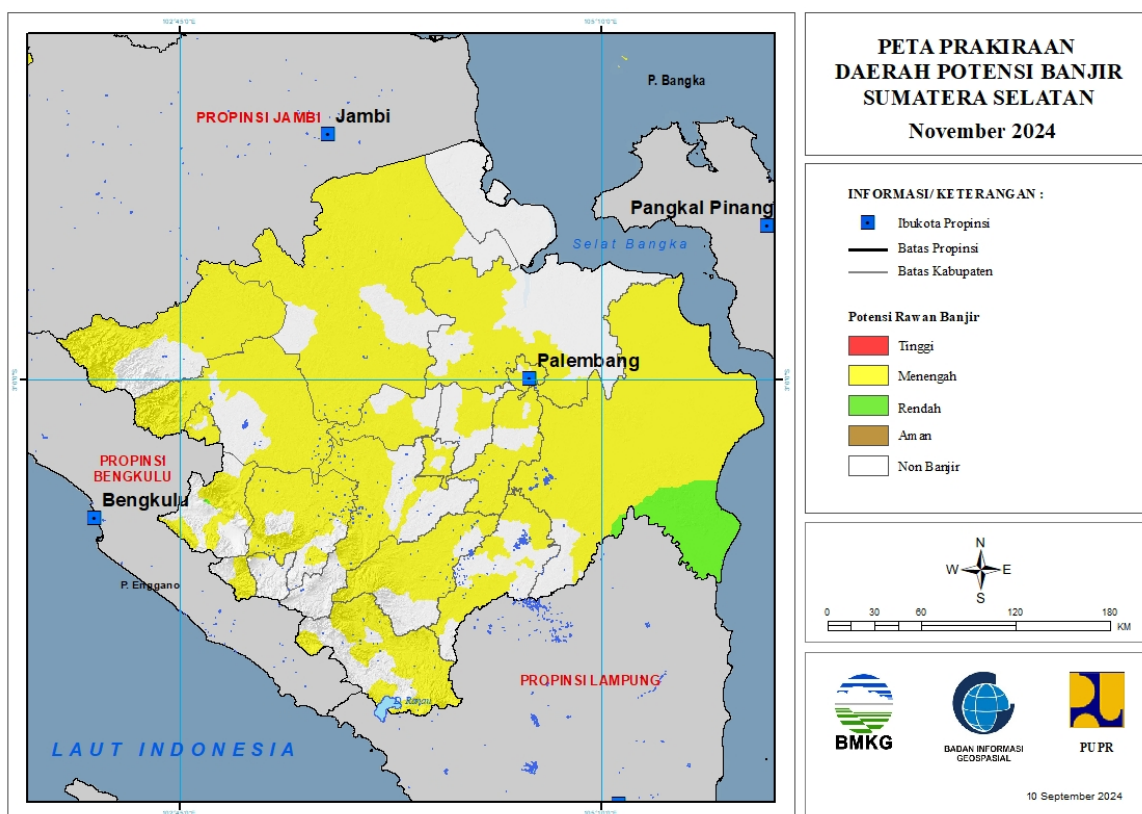 PETA PRAKIRAAN
DAERAH POTENSI BANJIR
SUMATERA SELATAN
November 2024
INFORMASI/ KETERANGAN :
Ibukota Propinsi
Batas Propinsi
Batas Kabupaten
Potensi Rawan Banjir
Tinggi
Menengah
Rendah
Aman
Non Banjir
N
W E
S
0 30 60 120 180
KM
BMKG
BADAN INFORMASI
GEOSPASIAL
PUPR
10 September 2024
P. Bangka
PROPINSI JAMBI
Jambi
Pangkal Pinang
Selat Bangka
Palembang
PROPINSI
BENGKULU
Bengkulu
P. Enggano
PROPINSI LAMPUNG
D. Ranau
LAUT INDONESIA